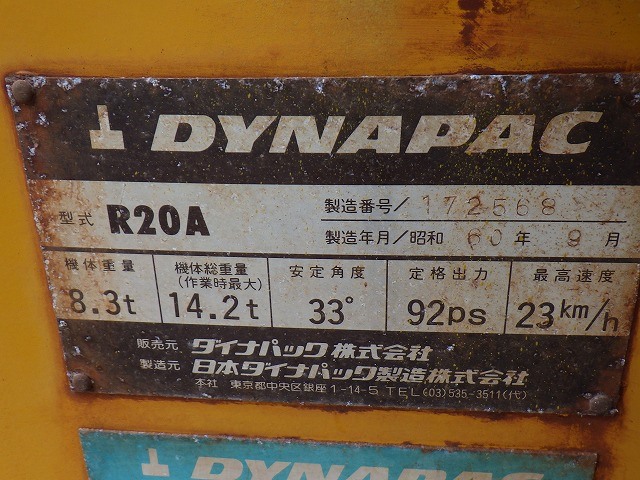 DYNAPAC
型式 R20A
製造番号/172568
製造年月/昭和 60年 9月
機体重量 機体総重量(作業時最大) 安定角度 定格出力 最高速度
8.3t 14.2t 33° 92ps 23km/h
販売元 ダイナパック株式会社
製造元 日本ダイナパック製造株式会社
本社 東京都中央区銀座1-14-5 TEL(03)535-3511(代)
DYNAPAC